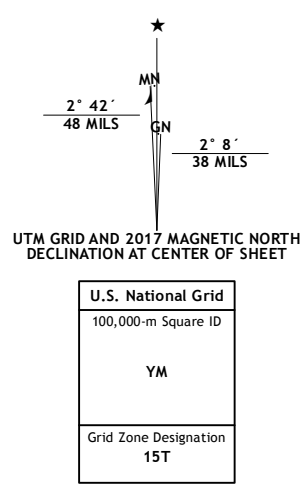 ★
MN
2° 42´
48 MILS
GN
2° 8´
38 MILS
UTM GRID AND 2017 MAGNETIC NORTH
DECLINATION AT CENTER OF SHEET
U.S. National Grid
100,000-m Square ID
YM
Grid Zone Designation
15T